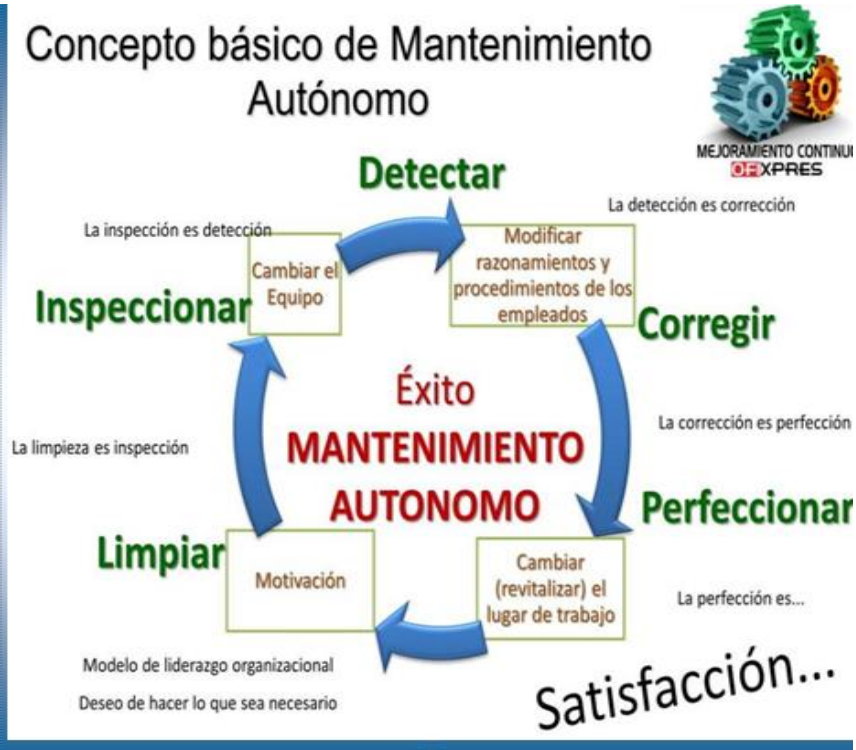 Concepto básico de Mantenimiento
Autónomo
MEJORAMIENTO CONTINUO
OFIXPRES
Detectar
La detección es corrección
La inspección es detección
Modificar
razonamientos y
procedimientos de los
empleados
Cambiar el
Equipo
Inspeccionar
Corregir
Éxito
MANTENIMIENTO
AUTONOMO
La corrección es perfección
La limpieza es inspección
Perfeccionar
Limpiar
Motivación
Cambiar
(revitalizar) el
lugar de trabajo
La perfección es...
Modelo de liderazgo organizacional
Deseo de hacer lo que sea necesario
Satisfacción...